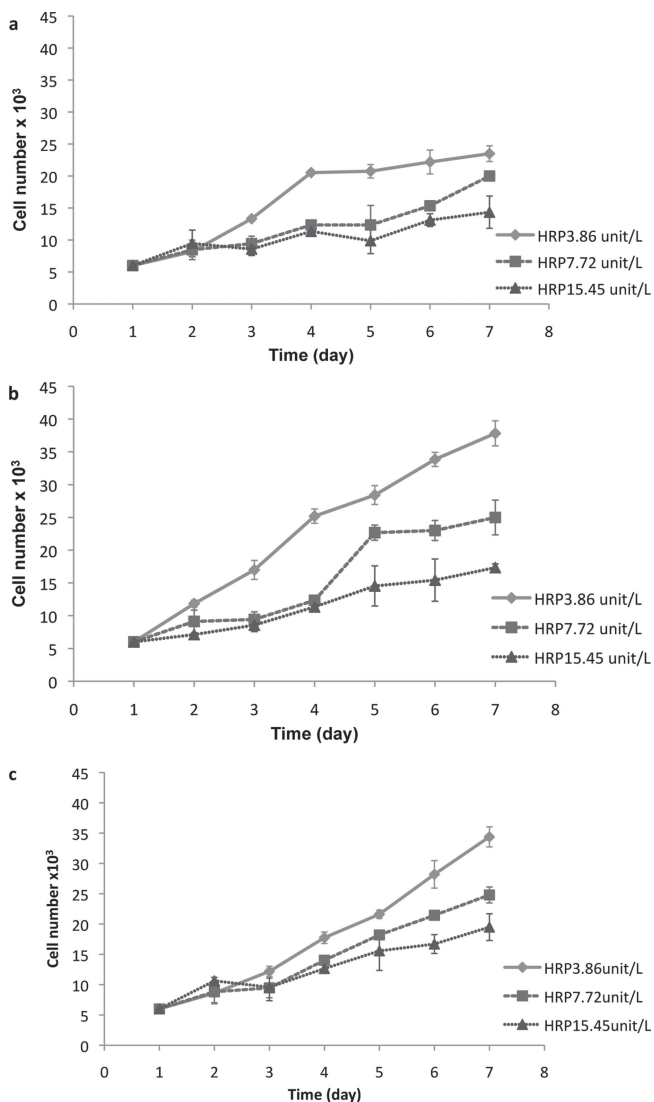 a
45
40
35
30
25
20
15
10
5
0
Cell number x 10³
0 1 2 3 4 5 6 7 8
Time (day)
HRP3.86 unit/L
HRP7.72 unit/L
HRP15.45 unit/L
b
45
40
35
30
25
20
15
10
5
0
Cell number x 10³
0 1 2 3 4 5 6 7 8
Time (day)
HRP3.86 unit/L
HRP7.72 unit/L
HRP15.45 unit/L
c
45
40
35
30
25
20
15
10
5
0
Cell number x10³
0 1 2 3 4 5 6 7 8
Time (day)
HRP3.86unit/L
HRP7.72unit/L
HRP15.45unit/L